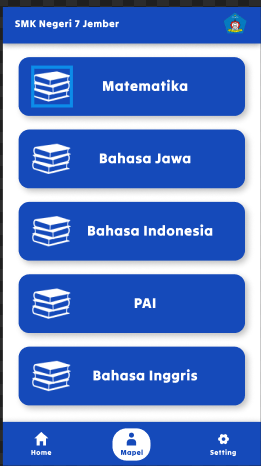 SMK Negeri 7 Jember
Matematika
Bahasa Jawa
Bahasa Indonesia
PAI
Bahasa Inggris
Home
Mapel
Setting